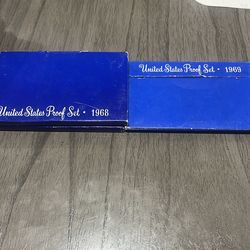 United States Proof Set · 1969
United States Proof Set · 1968